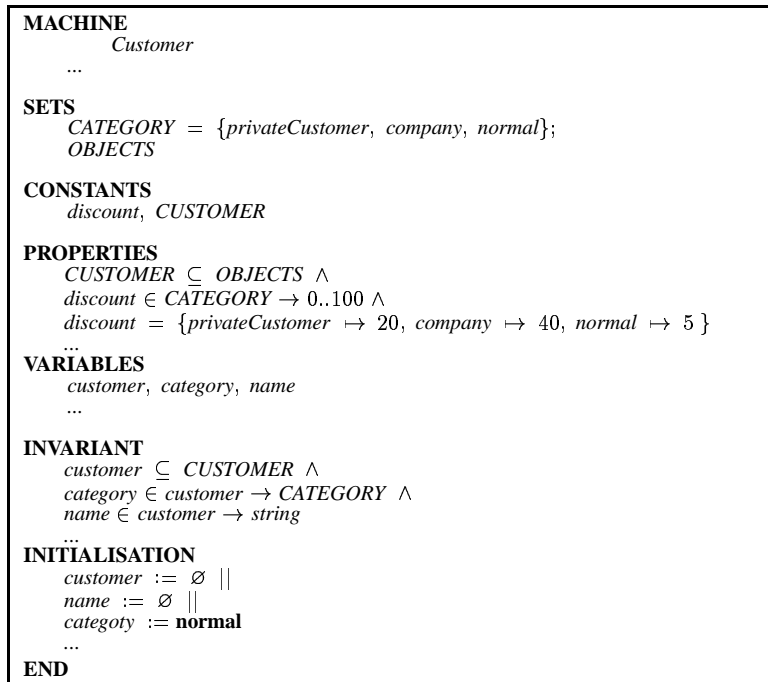 MACHINE
Customer
...
SETS
CATEGORY = {privateCustomer, company, normal};
OBJECTS
CONSTANTS
discount, CUSTOMER
PROPERTIES
CUSTOMER ⊆ OBJECTS ∧
discount ∈ CATEGORY → 0..100 ∧
discount = {privateCustomer ↦ 20, company ↦ 40, normal ↦ 5 }
...
VARIABLES
customer, category, name
...
INVARIANT
customer ⊆ CUSTOMER ∧
category ∈ customer → CATEGORY ∧
name ∈ customer → string
...
INITIALISATION
customer := ∅ ||
name := ∅ ||
categoty := normal
...
END